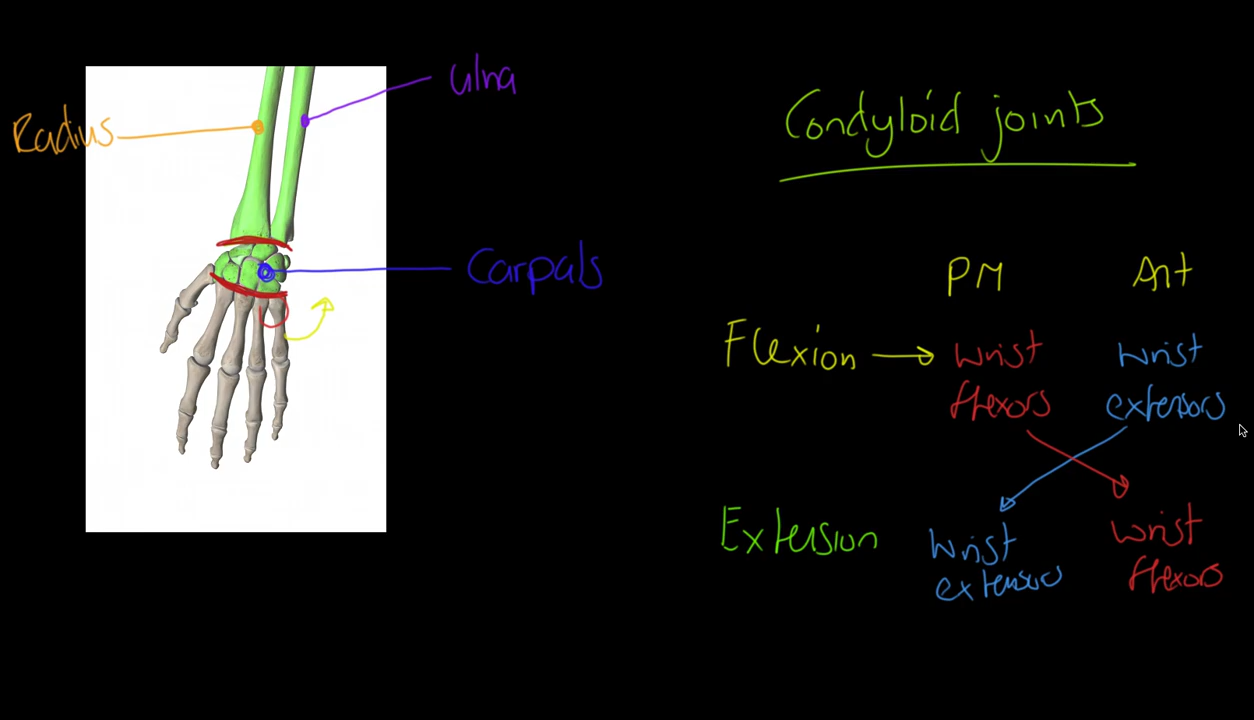 Ulna
Radius
Condyloid joints
Carpals
PM Ant
Flexion → wrist wrist
flexors extensors
Extension wrist wrist
extensors flexors